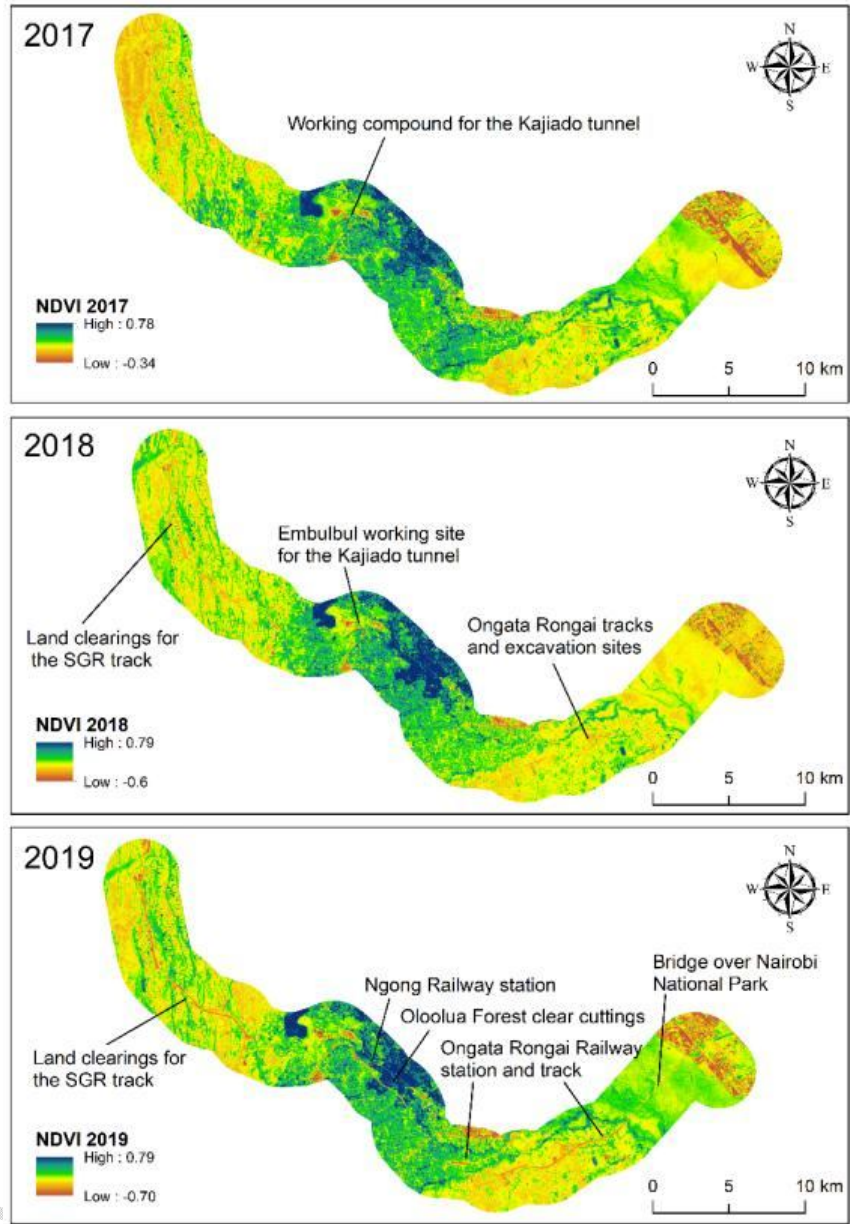 2017
N
W
E
S
Working compound for the Kajiado tunnel
NDVI 2017
High : 0.78
Low : -0.34
0
5
10 km
2018
N
W
E
S
Embulbul working site
for the Kajiado tunnel
Land clearings for
the SGR track
Ongata Rongai tracks
and excavation sites
NDVI 2018
High : 0.79
Low : -0.6
0
5
10 km
2019
N
W
E
S
Bridge over Nairobi
National Park
Ngong Railway station
Oloolua Forest clear cuttings
Ongata Rongai Railway
station and track
Land clearings for
the SGR track
NDVI 2019
High : 0.79
Low : -0.70
0
5
10 km